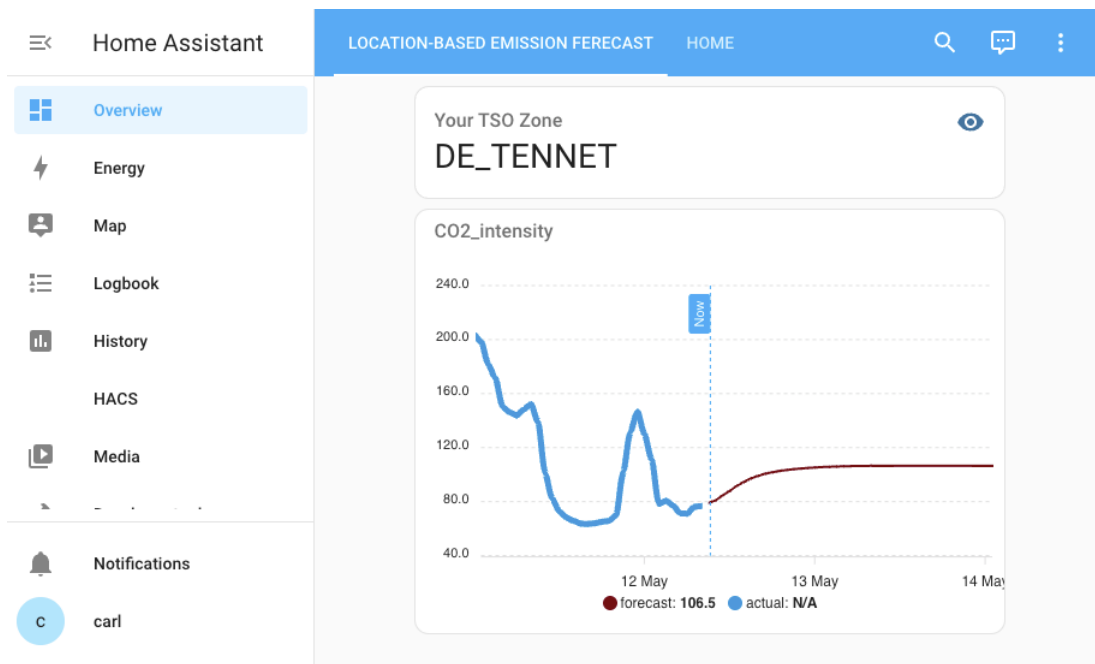 Home Assistant
LOCATION-BASED EMISSION FERECAST HOME
Overview
Energy
Map
Logbook
History
HACS
Media
Notifications
c
carl
Your TSO Zone
DE_TENNET
CO2_intensity
240.0
200.0
160.0
120.0
80.0
40.0
Now
12 May
13 May
14 May
forecast: 106.5 actual: N/A